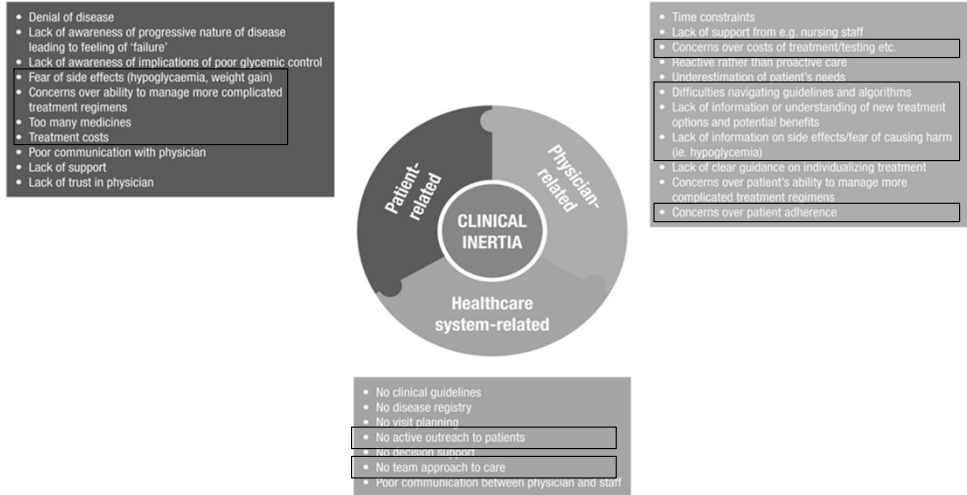 • Denial of disease
• Lack of awareness of progressive nature of disease
leading to feeling of ‘failure’
• Lack of awareness of implications of poor glycemic control
• Fear of side effects (hypoglycaemia, weight gain)
• Concerns over ability to manage more complicated
treatment regimens
• Too many medicines
• Treatment costs
• Poor communication with physician
• Lack of support
• Lack of trust in physician
• Time constraints
• Lack of support from e.g. nursing staff
• Concerns over costs of treatment/testing etc.
• Reactive rather than proactive care
• Underestimation of patient’s needs
• Difficulties navigating guidelines and algorithms
• Lack of information or understanding of new treatment
options and potential benefits
• Lack of information on side effects/fear of causing harm
(ie. hypoglycemia)
• Lack of clear guidance on individualizing treatment
• Concerns over patient’s ability to manage more
complicated treatment regimens
• Concerns over patient adherence
Patient-
related
Physician-
related
CLINICAL
INERTIA
Healthcare
system-related
• No clinical guidelines
• No disease registry
• No visit planning
• No active outreach to patients
• No decision support
• No team approach to care
• Poor communication between physician and staff